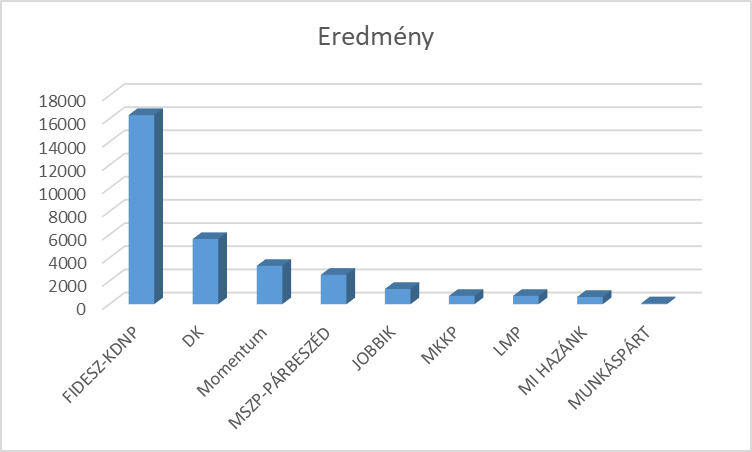 Eredmény
18000
16000
14000
12000
10000
8000
6000
4000
2000
0
FIDESZ-KDNP
DK
Momentum
MSZP-PÁRBESZÉD
JOBBIK
MKKP
LMP
MI HAZÁNK
MUNKÁSPÁRT